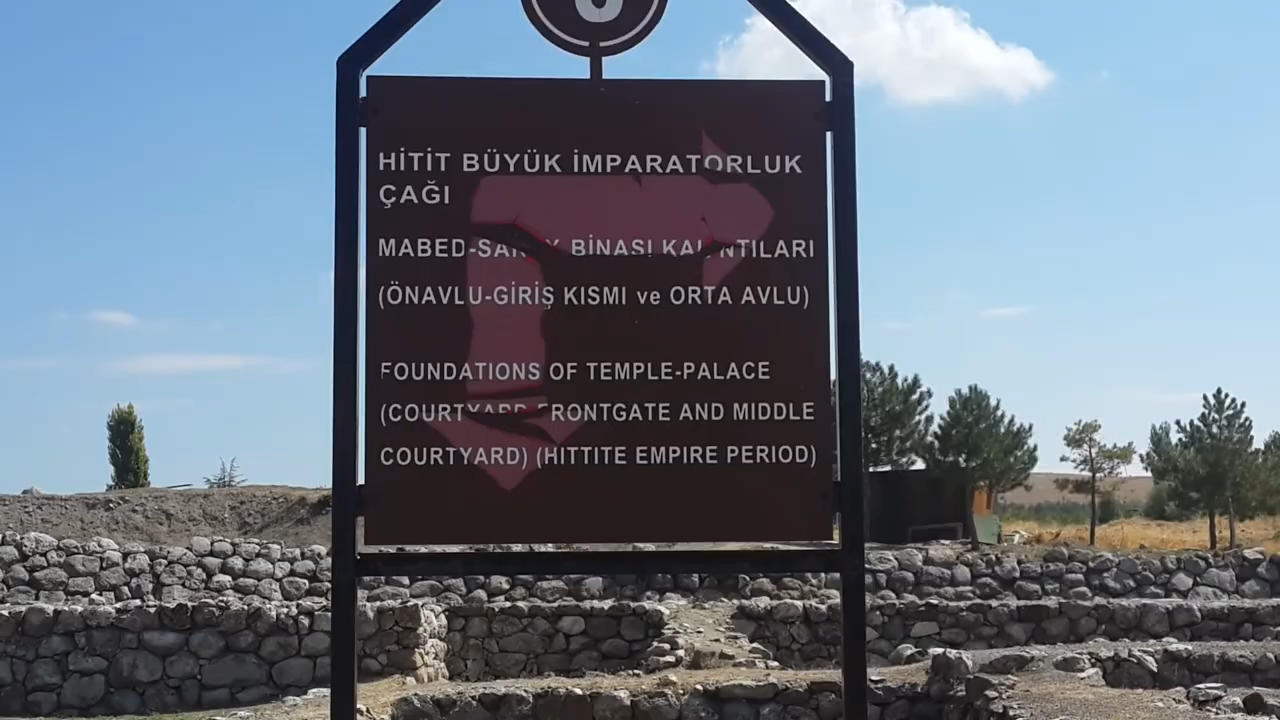 HİTİT BÜYÜK İMPARATORLUK
ÇAĞI
MABED-SARAY BİNASI KALINTILARI
(ÖNAVLU-GİRİŞ KISMI ve ORTA AVLU)
FOUNDATIONS OF TEMPLE-PALACE
(COURTYARD FRONTGATE AND MIDDLE
COURTYARD) (HITTITE EMPIRE PERIOD)